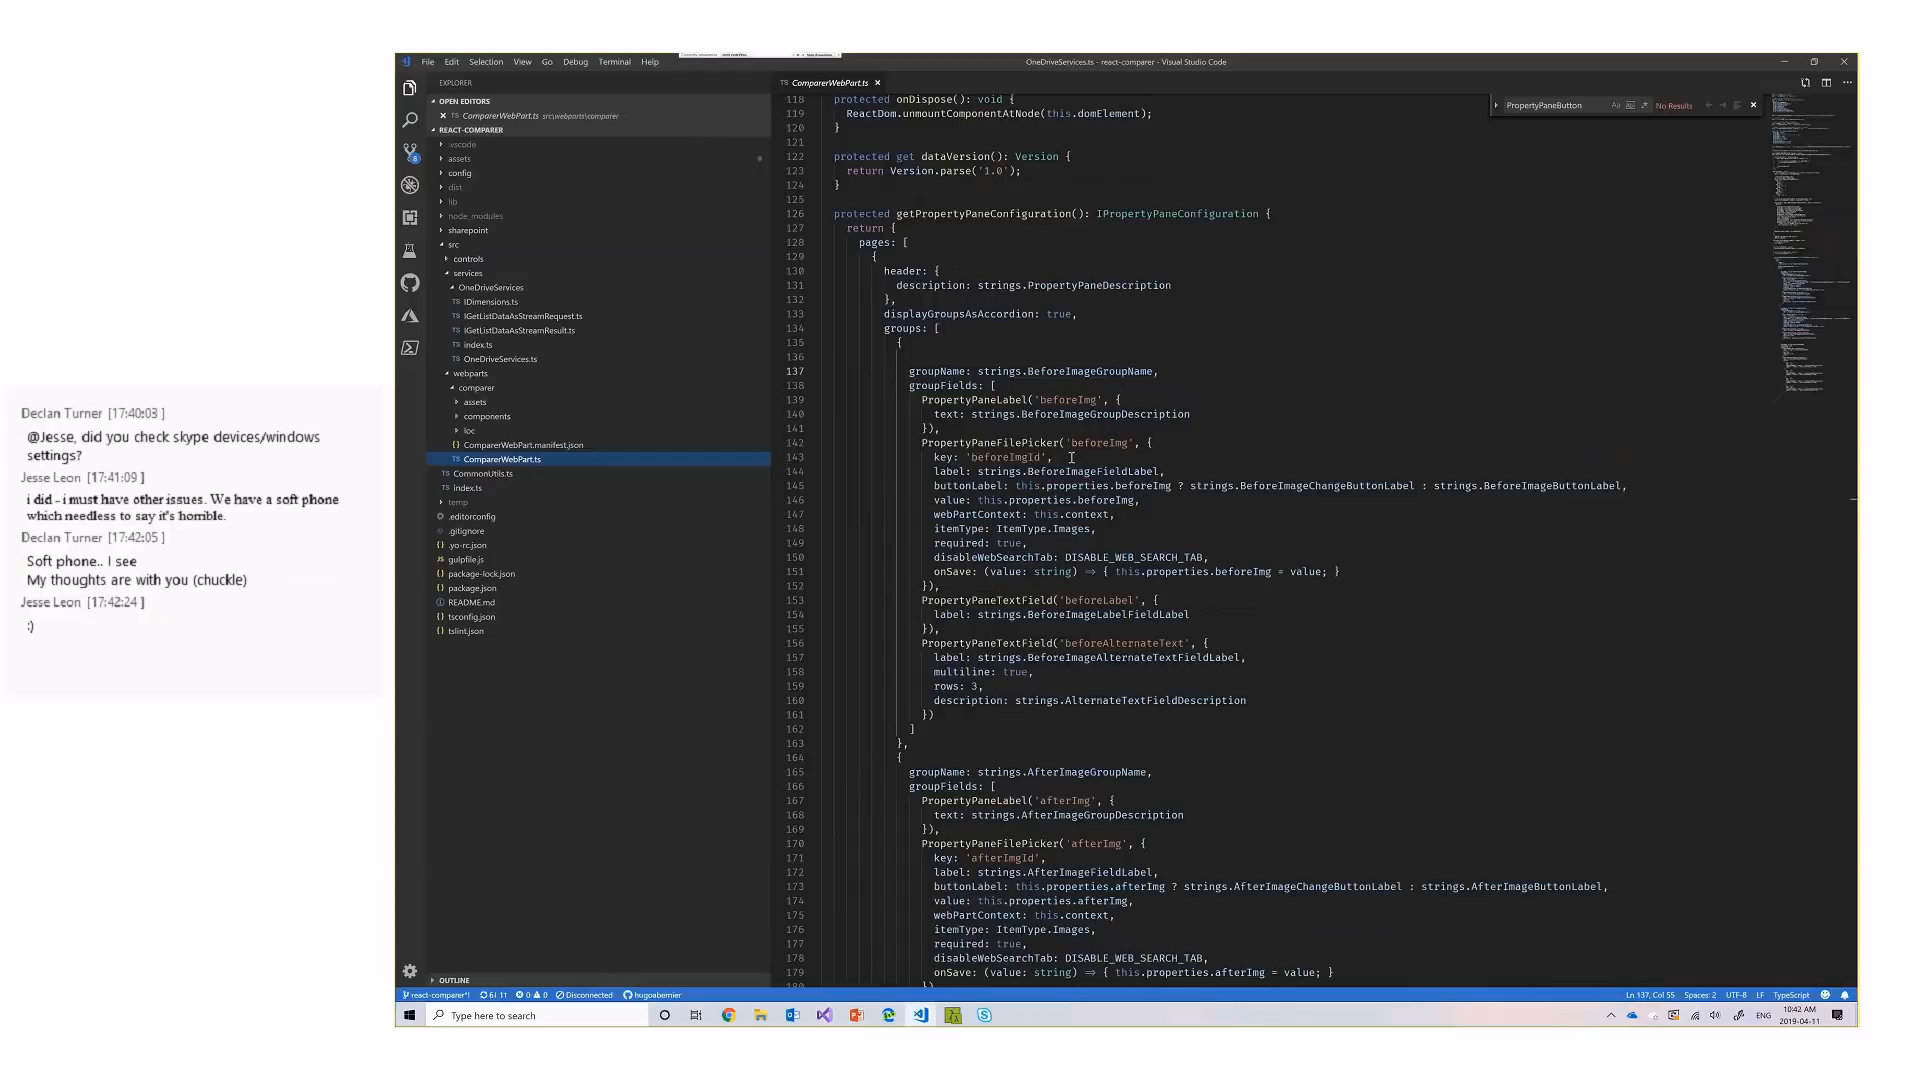 Declan Turner [17:40:03 ]
@Jesse, did you check skype devices/windows
settings?
Jesse Leon [17:41:09 ]
i did - i must have other issues. We have a soft phone
which needless to say it's horrible.
Declan Turner [17:42:05 ]
Soft phone.. I see
My thoughts are with you (chuckle)
Jesse Leon [17:42:24 ]
:)
File Edit Selection View Go Debug Terminal Help
OneDriveServices.ts - react-comparer - Visual Studio Code
EXPLORER
OPEN EDITORS
ComparerWebPart.ts src\webparts\comparer
REACT-COMPARER
.vscode
assets
config
dist
lib
node_modules
sharepoint
src
controls
services
OneDriveServices
TS IDimensions.ts
TS IGetListDataAsStreamRequest.ts
TS IGetListDataAsStreamResult.ts
TS index.ts
TS OneDriveServices.ts
webparts
comparer
assets
components
loc
{} ComparerWebPart.manifest.json
TS ComparerWebPart.ts
TS CommonUtils.ts
TS index.ts
temp
.editorconfig
.gitignore
{} .yo-rc.json
gulpfile.js
{} package-lock.json
{} package.json
README.md
{} tsconfig.json
{} tslint.json
OUTLINE
8
TS ComparerWebPart.ts
PropertyPaneButton Aa No Results
118 protected onDispose(): void {
119 ReactDom.unmountComponentAtNode(this.domElement);
120 }
121
122 protected get dataVersion(): Version {
123 return Version.parse('1.0');
124 }
125
126 protected getPropertyPaneConfiguration(): IPropertyPaneConfiguration {
127 return {
128 pages: [
129 {
130 header: {
131 description: strings.PropertyPaneDescription
132 },
133 displayGroupsAsAccordion: true,
134 groups: [
135 {
136
137 groupName: strings.BeforeImageGroupName,
138 groupFields: [
139 PropertyPaneLabel('beforeImg', {
140 text: strings.BeforeImageGroupDescription
141 }),
142 PropertyPaneFilePicker('beforeImg', {
143 key: 'beforeImgId',
144 label: strings.BeforeImageFieldLabel,
145 buttonLabel: this.properties.beforeImg ? strings.BeforeImageChangeButtonLabel : strings.BeforeImageButtonLabel,
146 value: this.properties.beforeImg,
147 webPartContext: this.context,
148 itemType: ItemType.Images,
149 required: true,
150 disableWebSearchTab: DISABLE_WEB_SEARCH_TAB,
151 onSave: (value: string) => { this.properties.beforeImg = value; }
152 }),
153 PropertyPaneTextField('beforeLabel', {
154 label: strings.BeforeImageLabelFieldLabel
155 }),
156 PropertyPaneTextField('beforeAlternateText', {
157 label: strings.BeforeImageAlternateTextFieldLabel,
158 multiline: true,
159 rows: 3,
160 description: strings.AlternateTextFieldDescription
161 })
162 ]
163 },
164 {
165 groupName: strings.AfterImageGroupName,
166 groupFields: [
167 PropertyPaneLabel('afterImg', {
168 text: strings.AfterImageGroupDescription
169 }),
170 PropertyPaneFilePicker('afterImg', {
171 key: 'afterImgId',
172 label: strings.AfterImageFieldLabel,
173 buttonLabel: this.properties.afterImg ? strings.AfterImageChangeButtonLabel : strings.AfterImageButtonLabel,
174 value: this.properties.afterImg,
175 webPartContext: this.context,
176 itemType: ItemType.Images,
177 required: true,
178 disableWebSearchTab: DISABLE_WEB_SEARCH_TAB,
179 onSave: (value: string) => { this.properties.afterImg = value; }
180 }),
react-comparer*! 6↓ 1↑ 0 0 Disconnected hugoabernier
Ln 137, Col 55 Spaces: 2 UTF-8 LF TypeScript
Type here to search
ENG
10:42 AM
2019-04-11